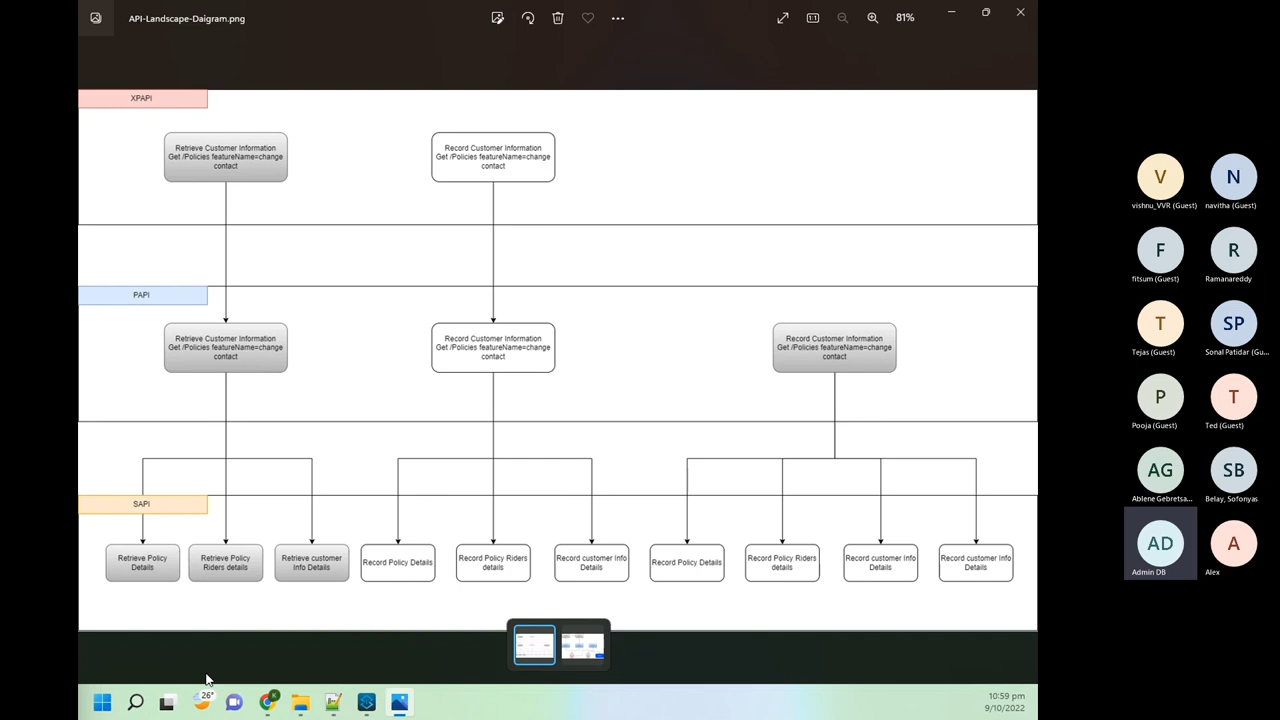 API-Landscape-Daigram.png
81%
XPAPI
Retrieve Customer Information
Get /Policies featureName=change
contact
Record Customer Information
Get /Policies featureName=change
contact
PAPI
Retrieve Customer Information
Get /Policies featureName=change
contact
Record Customer Information
Get /Policies featureName=change
contact
Record Customer Information
Get /Policies featureName=change
contact
SAPI
Retrieve Policy
Details
Retrieve Policy
Riders details
Retrieve customer
Info Details
Record Policy Details
Record Policy Riders
details
Record customer Info
Details
Record Policy Details
Record Policy Riders
details
Record customer Info
Details
Record customer Info
Details
V
vishnu_VVR (Guest)
N
navitha (Guest)
F
fitsum (Guest)
R
Ramanareddy
T
Tejas (Guest)
SP
Sonal Patidar (Gu...
P
Pooja (Guest)
T
Ted (Guest)
AG
Ablene Gebretsa...
SB
Belay, Sofonyas
AD
Admin DB
A
Alex
26°
K
10:59 pm
9/10/2022